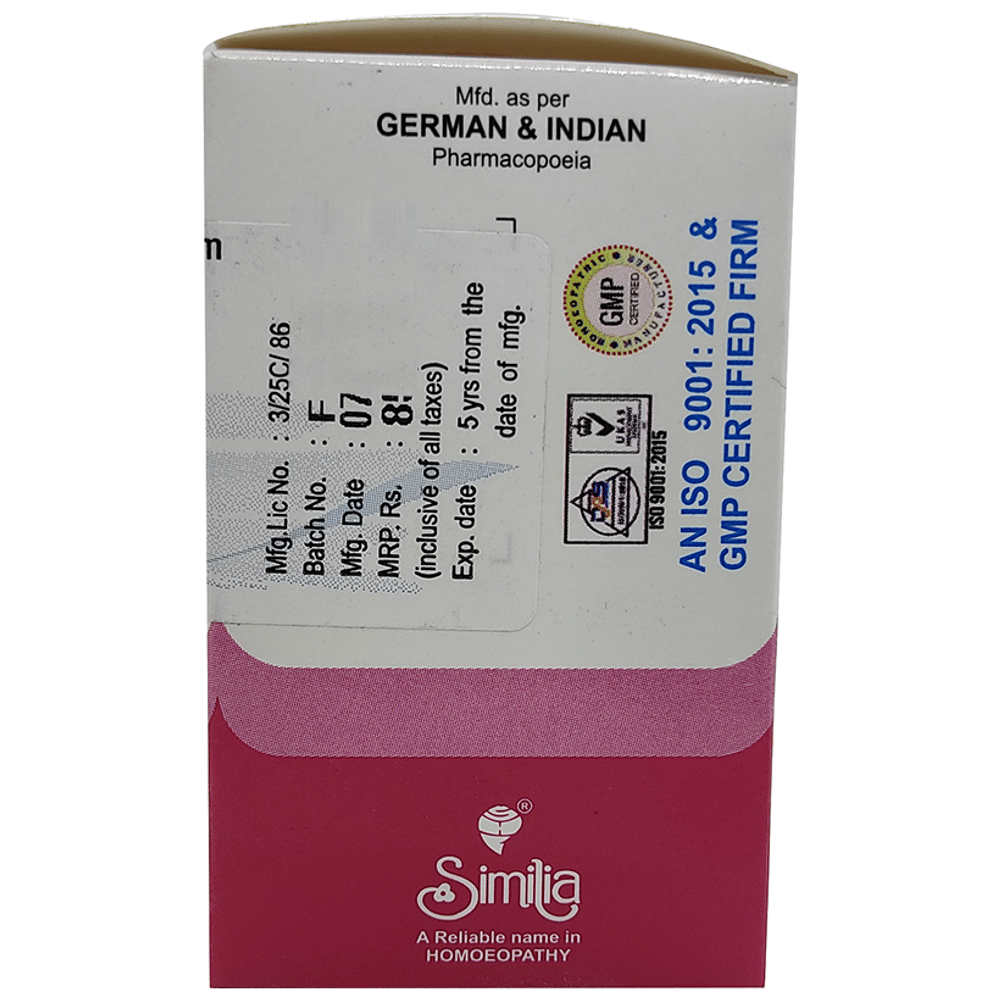 Mfd. as per
GERMAN & INDIAN
Pharmacopoeia
m
Mfg.Lic No. : 3/25C/ 86
Batch No. : F
Mfg. Date : 07
MRP. Rs. : 8
(inclusive of all taxes)
Exp. date : 5 yrs from the
date of mfg.
HOMOEOPATHIC MANUFACTURER
GMP
CERTIFIED
UKAS
ISO 9001: 2015
AN ISO 9001: 2015 &
GMP CERTIFIED FIRM
®
Similia
A Reliable name in
HOMOEOPATHY